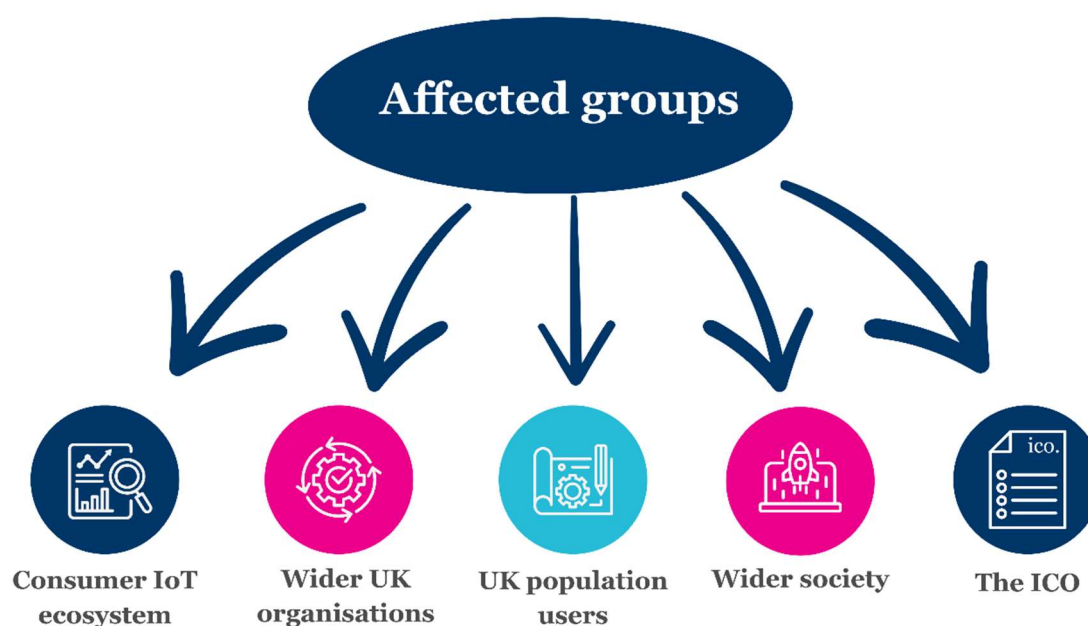 Affected groups
ico.
Consumer IoT
ecosystem
Wider UK
organisations
UK population
users
Wider society
The ICO